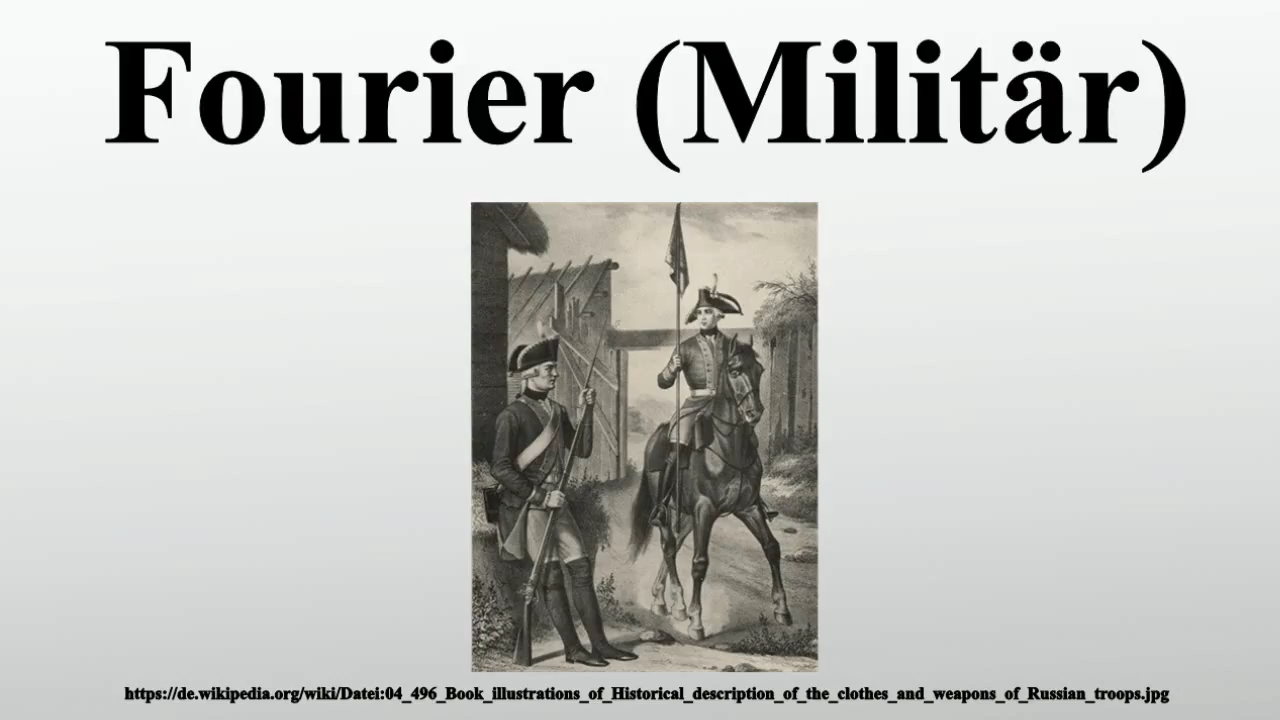 Fourier (Militär)
https://de.wikipedia.org/wiki/Datei:04_496_Book_illustrations_of_Historical_description_of_the_clothes_and_weapons_of_Russian_troops.jpg